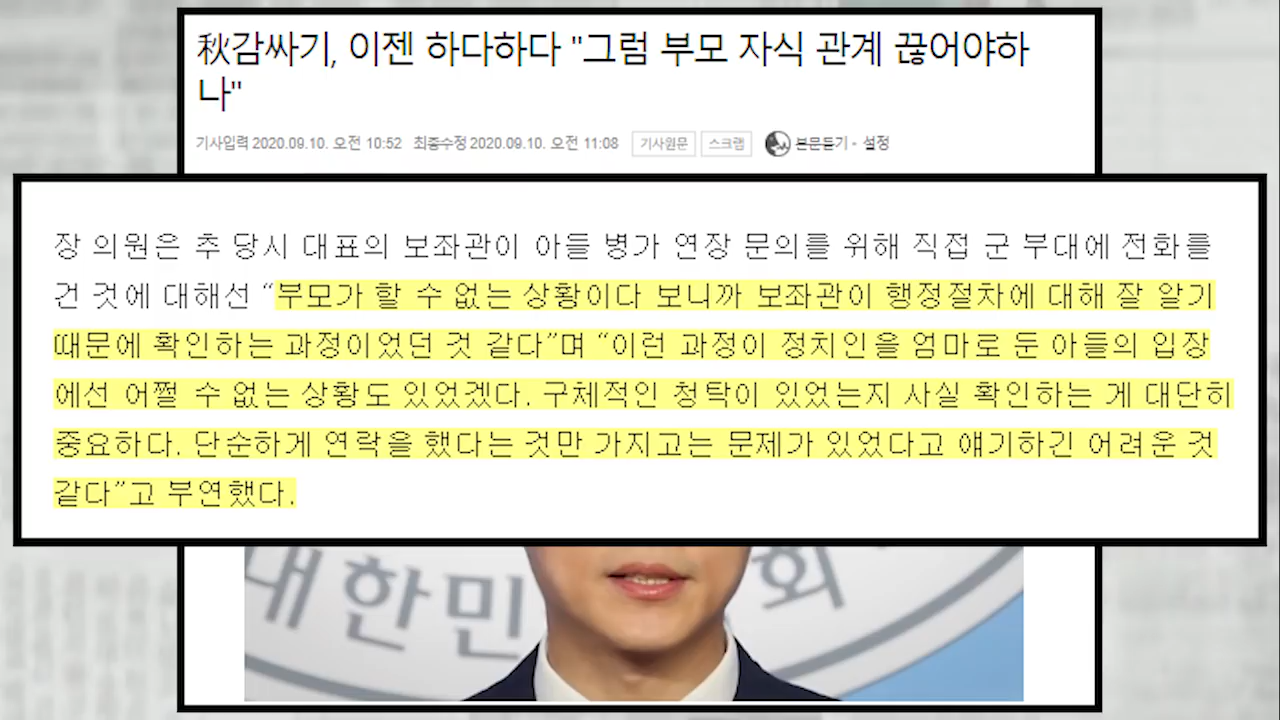 秋감싸기, 이젠 하다하다 "그럼 부모 자식 관계 끊어야하
나"
기사입력 2020.09.10. 오전 10:52 최종수정 2020.09.10. 오전 11:08 기사원문 스크랩 본문듣기 · 설정
장 의원은 추 당시 대표의 보좌관이 아들 병가 연장 문의를 위해 직접 군 부대에 전화를
건 것에 대해선 “부모가 할 수 없는 상황이다 보니까 보좌관이 행정절차에 대해 잘 알기
때문에 확인하는 과정이었던 것 같다”며 “이런 과정이 정치인을 엄마로 둔 아들의 입장
에선 어쩔 수 없는 상황도 있었겠다. 구체적인 청탁이 있었는지 사실 확인하는 게 대단히
중요하다. 단순하게 연락을 했다는 것만 가지고는 문제가 있었다고 얘기하긴 어려운 것
같다”고 부연했다.
대한민 회